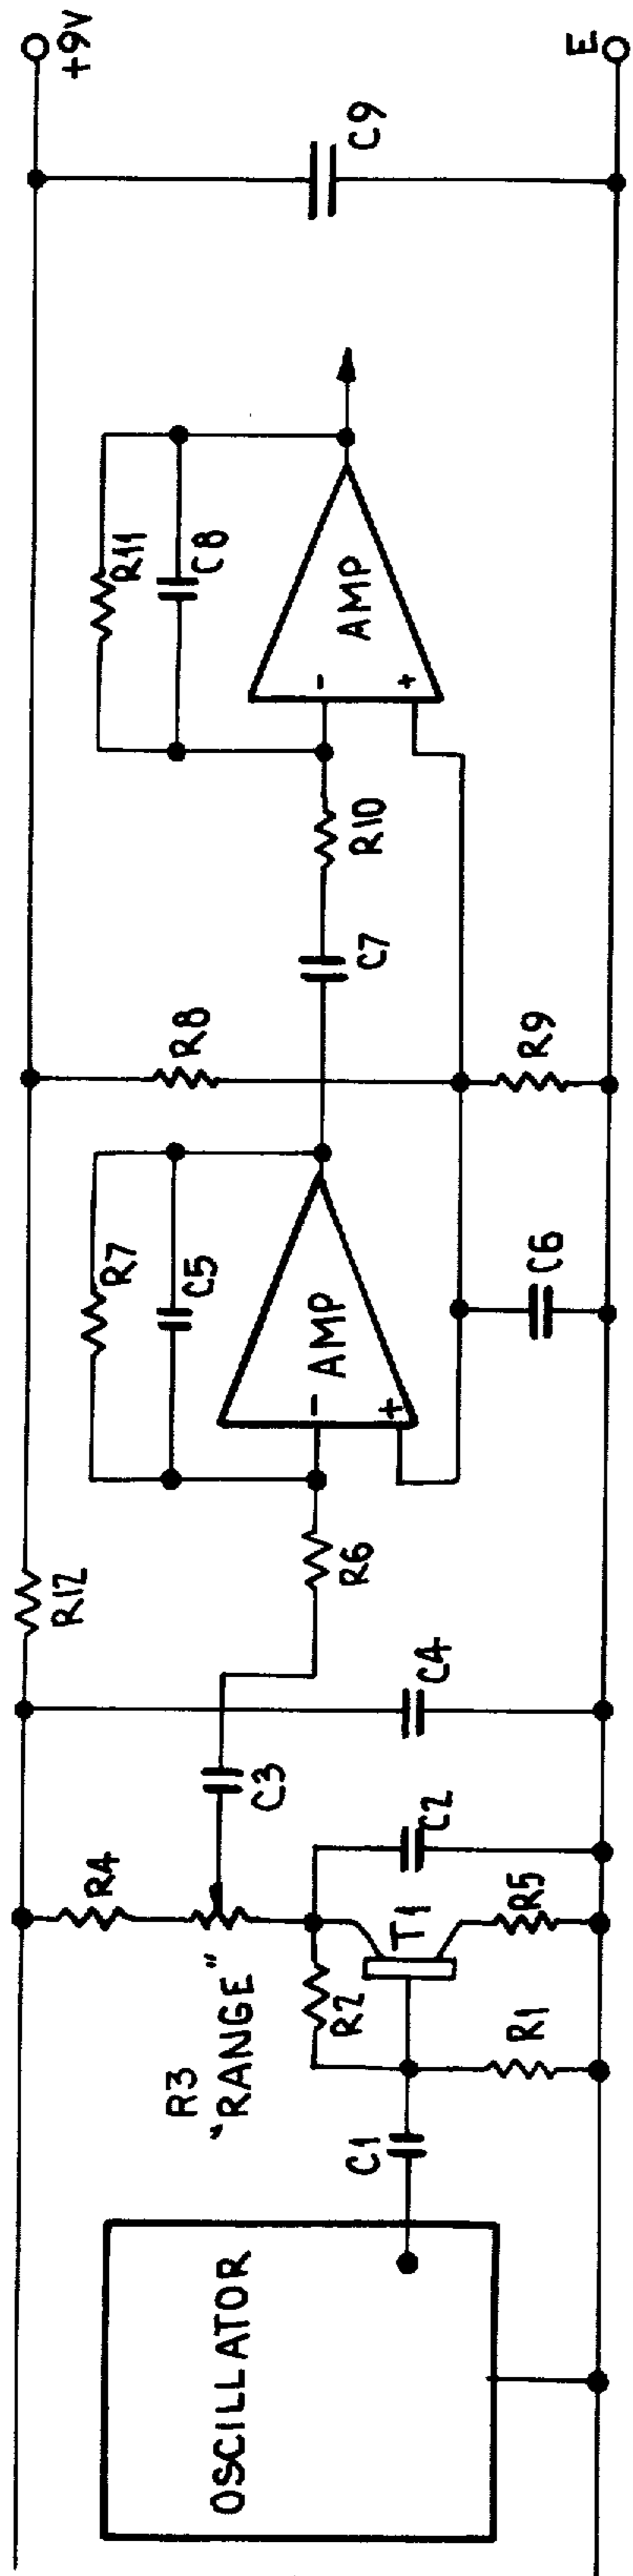 OSCILLATOR
C1
R3
"RANGE"
R4
R2
T1
R1
R5
C2
C3
C4
R12
R6
R7
C5
AMP
-
+
C6
R8
R9
C7
R10
R11
C8
AMP
-
+
C9
+9V
E